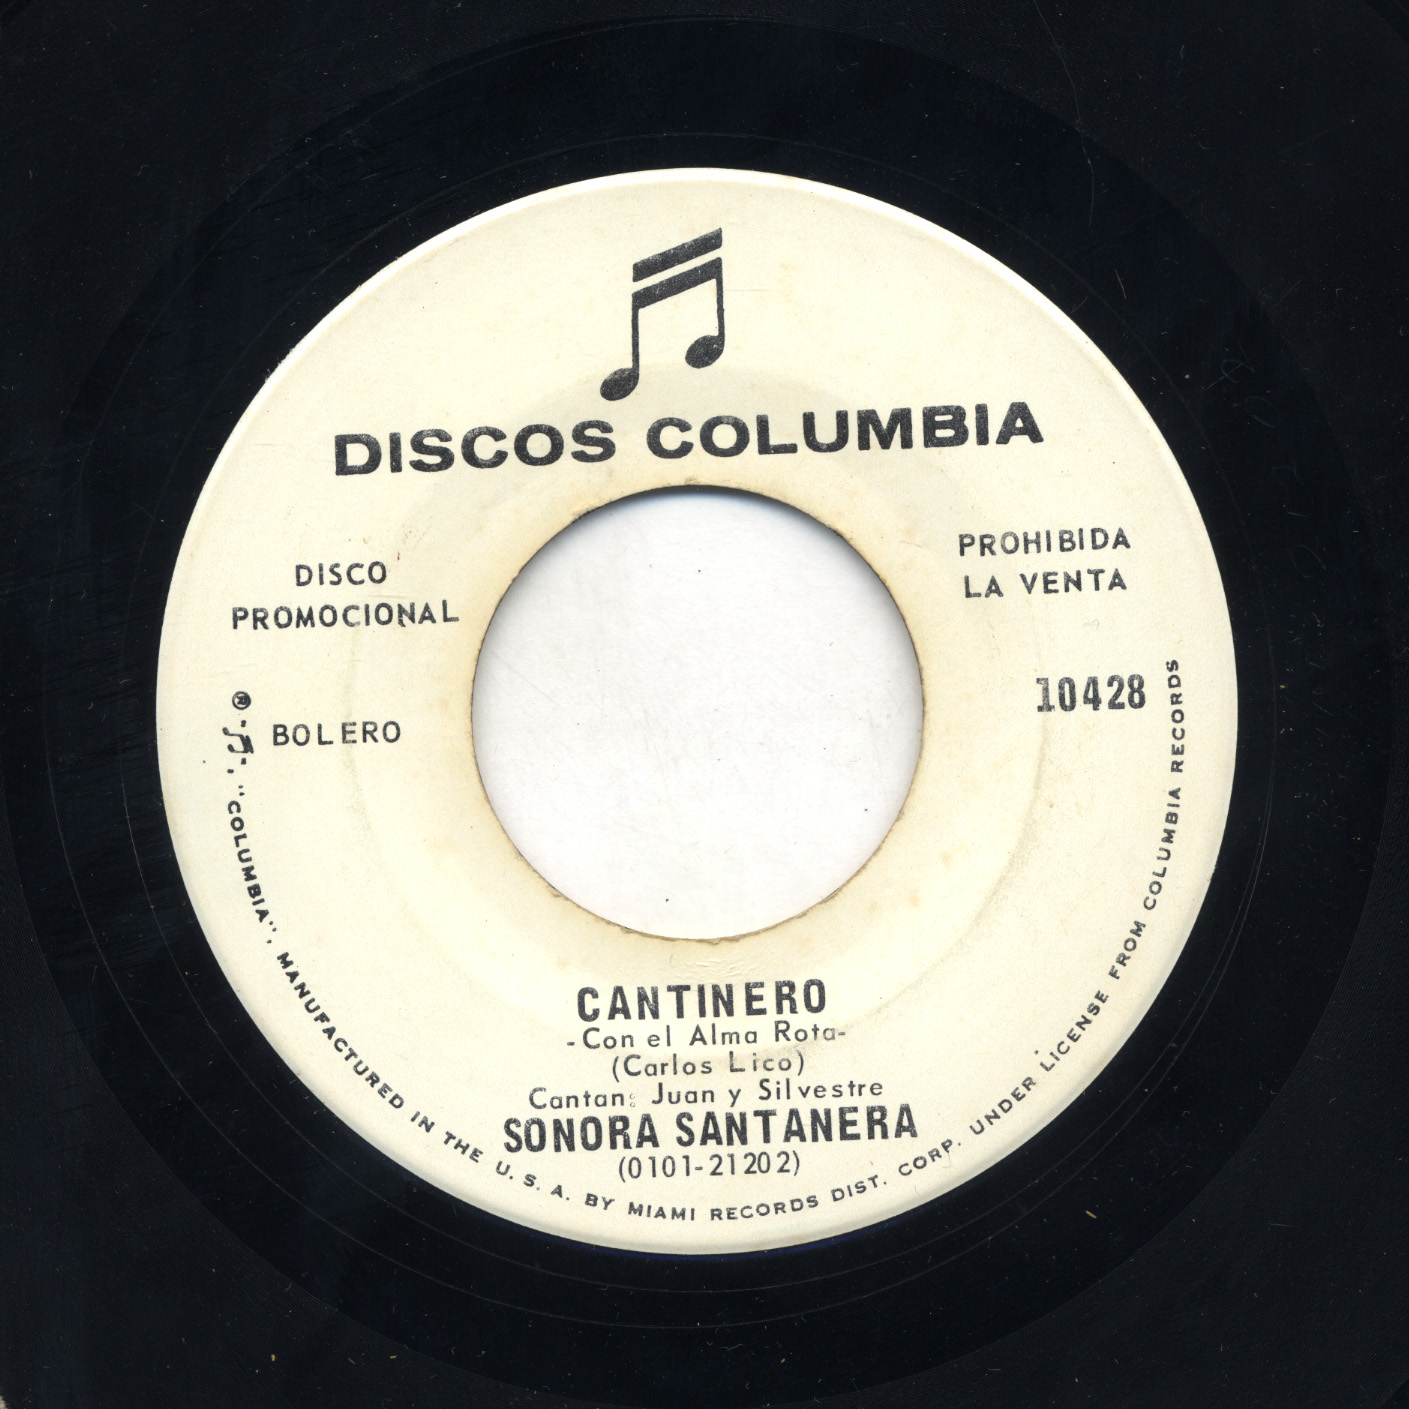 DISCOS COLUMBIA
DISCO
PROMOCIONAL
PROHIBIDA
LA VENTA
10428
BOLERO
CANTINERO
-Con el Alma Rota-
(Carlos Lico)
Cantan: Juan y Silvestre
SONORA SANTANERA
(0101-21202)
® "♫", "COLUMBIA", MANUFACTURED IN THE U. S. A. BY MIAMI RECORDS DIST. CORP. UNDER LICENSE FROM COLUMBIA RECORDS